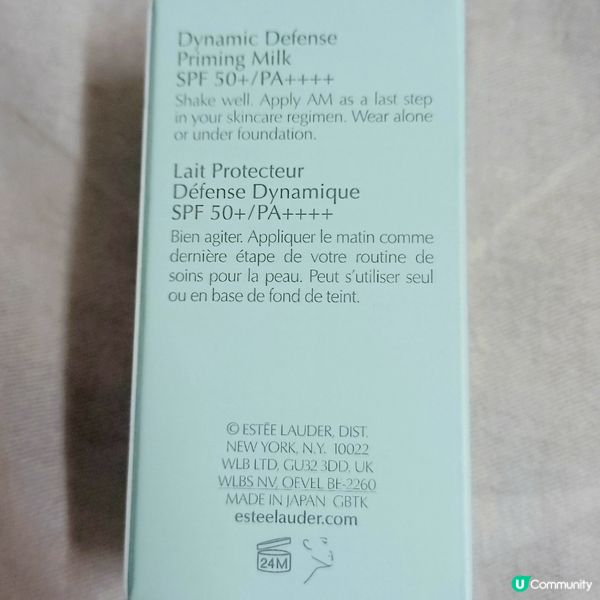 Dynamic Defense
Priming Milk
SPF 50+/PA++++
Shake well. Apply AM as a last step
in your skincare regimen. Wear alone
or under foundation.
Lait Protecteur
Défense Dynamique
SPF 50+/PA++++
Bien agiter. Appliquer le matin comme
dernière étape de votre routine de
soins pour la peau. Peut s'utiliser seul
ou en base de fond de teint.
© ESTĒE LAUDER, DIST.
NEW YORK, N.Y. 10022
WLB LTD, GU32 3DD, UK
WLBS NV, OEVEL BF-2260
MADE IN JAPAN GBTK
esteelauder.com
24M
U Community